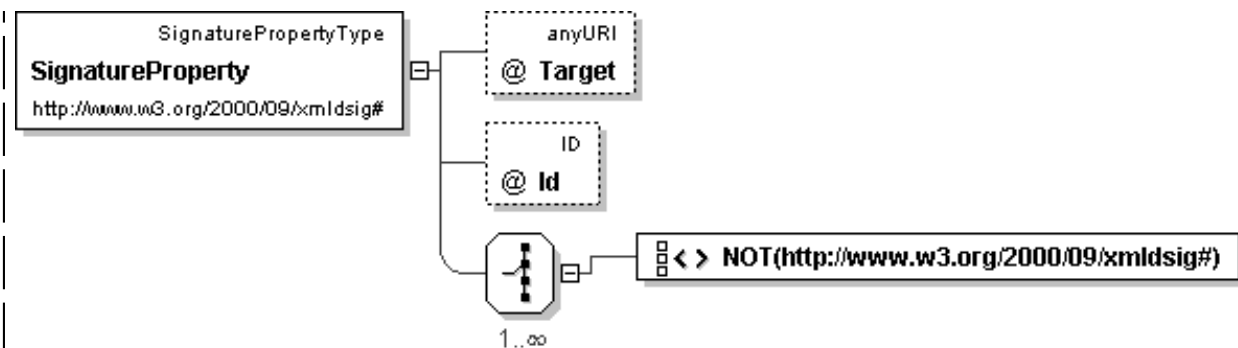 SignaturePropertyType
SignatureProperty
http://www.w3.org/2000/09/xmldsig#
anyURI
@ Target
ID
@ Id
< > NOT(http://www.w3.org/2000/09/xmldsig#)
1..∞